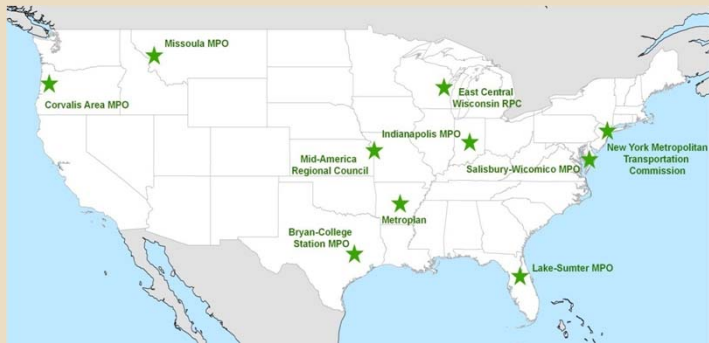 Missoula MPO
Corvalis Area MPO
East Central
Wisconsin RPC
Indianapolis MPO
Mid-America
Regional Council
New York Metropolitan
Transportation
Commission
Salisbury-Wicomico MPO
Metroplan
Bryan-College
Station MPO
Lake-Sumter MPO